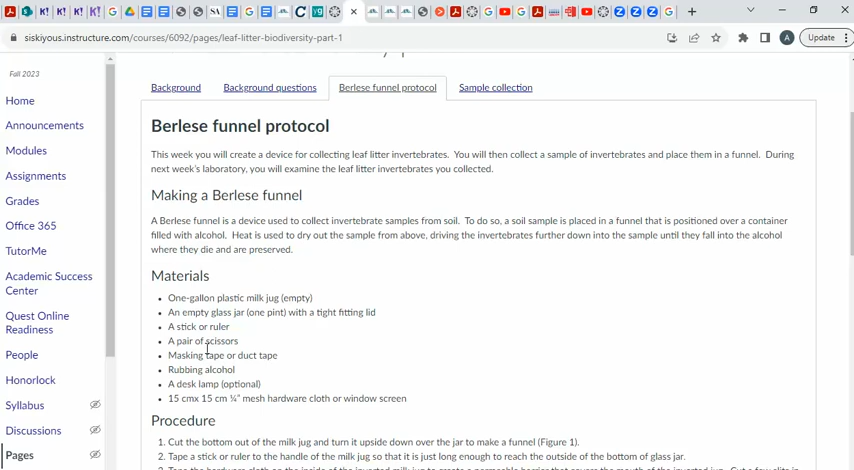 siskiyous.instructure.com/courses/6092/pages/leaf-litter-biodiversity-part-1
Update
Fall 2023
Home
Announcements
Modules
Assignments
Grades
Office 365
TutorMe
Academic Success
Center
Quest Online
Readiness
People
Honorlock
Syllabus
Discussions
Pages
Background
Background questions
Berlese funnel protocol
Sample collection
Berlese funnel protocol
This week you will create a device for collecting leaf litter invertebrates. You will then collect a sample of invertebrates and place them in a funnel. During
next week's laboratory, you will examine the leaf litter invertebrates you collected.
Making a Berlese funnel
A Berlese funnel is a device used to collect invertebrate samples from soil. To do so, a soil sample is placed in a funnel that is positioned over a container
filled with alcohol. Heat is used to dry out the sample from above, driving the invertebrates further down into the sample until they fall into the alcohol
where they die and are preserved.
Materials
• One-gallon plastic milk jug (empty)
• An empty glass jar (one pint) with a tight fitting lid
• A stick or ruler
• A pair of scissors
• Masking tape or duct tape
• Rubbing alcohol
• A desk lamp (optional)
• 15 cmx 15 cm ¼" mesh hardware cloth or window screen
Procedure
1. Cut the bottom out of the milk jug and turn it upside down over the jar to make a funnel (Figure 1).
2. Tape a stick or ruler to the handle of the milk jug so that it is just long enough to reach the outside of the bottom of glass jar.